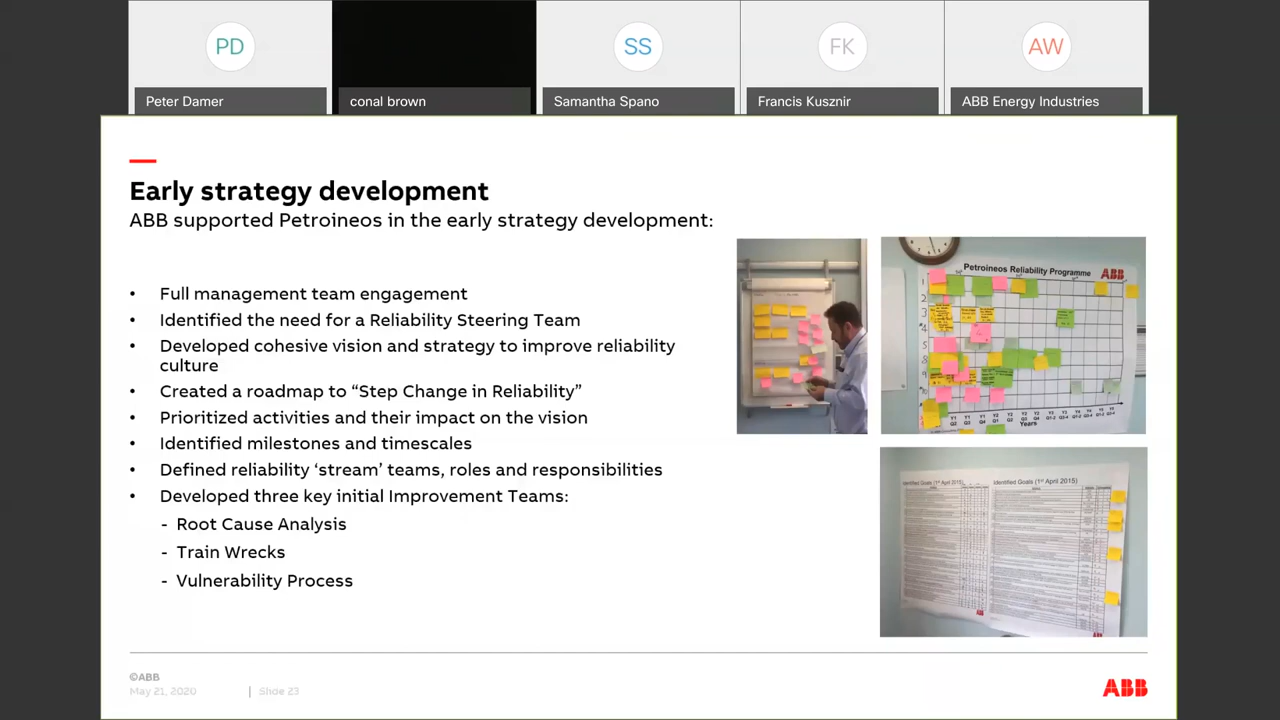 PD
SS
FK
AW
Peter Damer
conal brown
Samantha Spano
Francis Kusznir
ABB Energy Industries
Early strategy development
ABB supported Petroineos in the early strategy development:
• Full management team engagement
• Identified the need for a Reliability Steering Team
• Developed cohesive vision and strategy to improve reliability
culture
• Created a roadmap to “Step Change in Reliability”
• Prioritized activities and their impact on the vision
• Identified milestones and timescales
• Defined reliability ‘stream’ teams, roles and responsibilities
• Developed three key initial Improvement Teams:
- Root Cause Analysis
- Train Wrecks
- Vulnerability Process
Petroineos Reliability Programme
ABB
Years
Identified Goals (1st April 2015)
Identified Goals (1st April 2015)
©ABB
May 21, 2020 | Slide 23
ABB